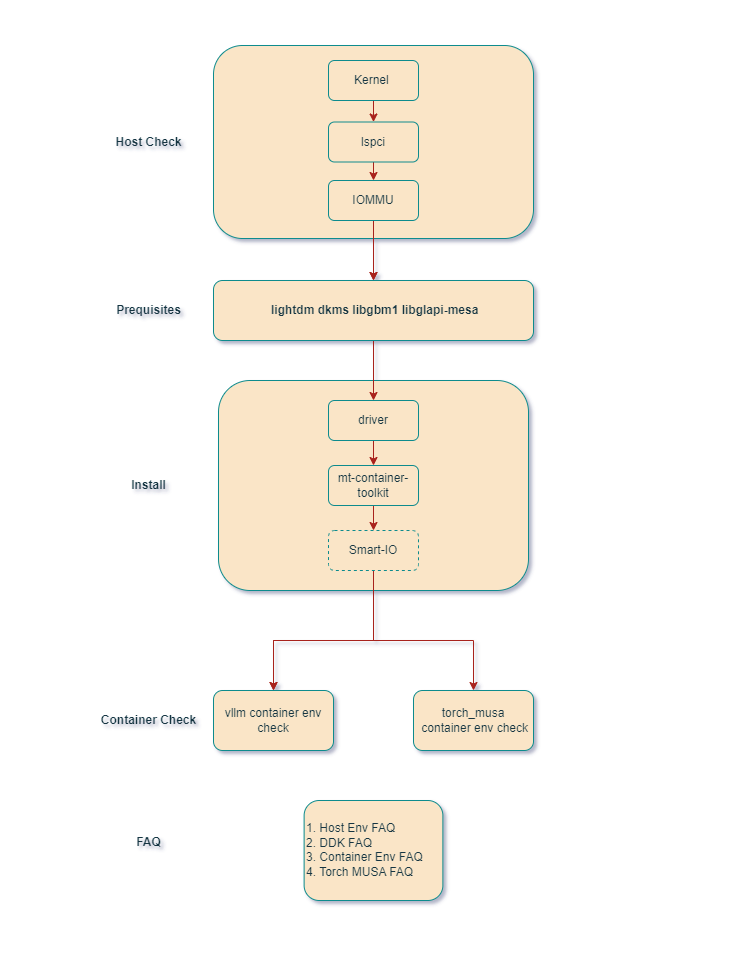 Kernel
Host Check
lspci
IOMMU
Prequisites
lightdm dkms libgbm1 libglapi-mesa
driver
Install
mt-container-
toolkit
Smart-IO
Container Check
vllm container env
check
torch_musa
container env check
FAQ
1. Host Env FAQ
2. DDK FAQ
3. Container Env FAQ
4. Torch MUSA FAQ